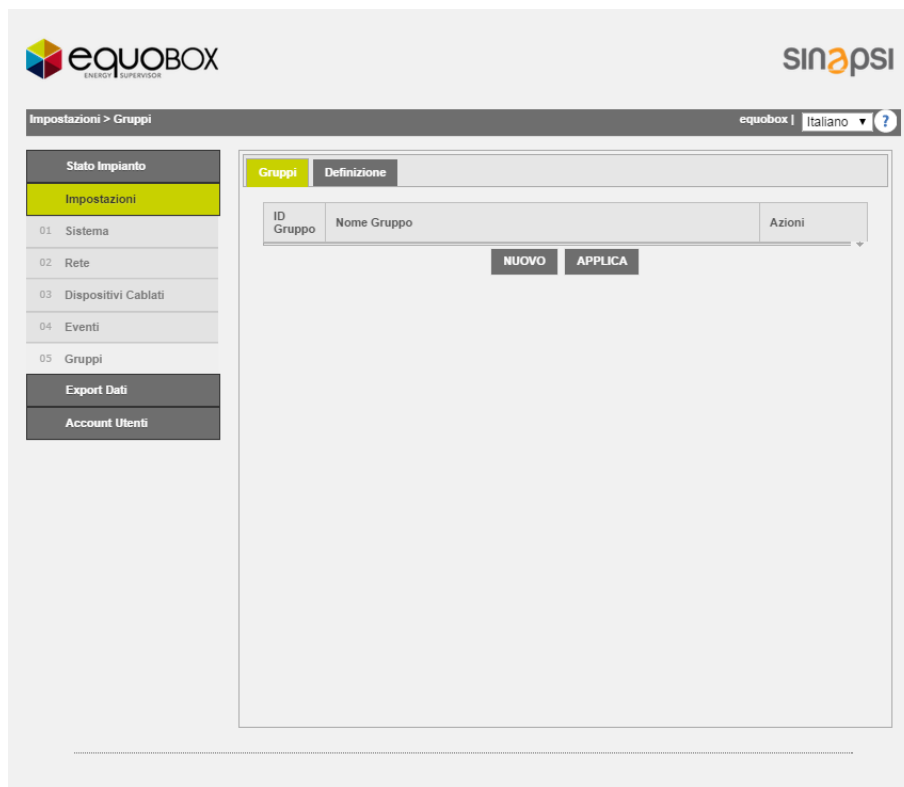 equoBOX
ENERGY SUPERVISOR
sinapsi
Impostazioni > Gruppi
equobox |
Italiano
?
Stato Impianto
Impostazioni
01 Sistema
02 Rete
03 Dispositivi Cablati
04 Eventi
05 Gruppi
Export Dati
Account Utenti
Gruppi
Definizione
ID Gruppo
Nome Gruppo
Azioni
NUOVO
APPLICA